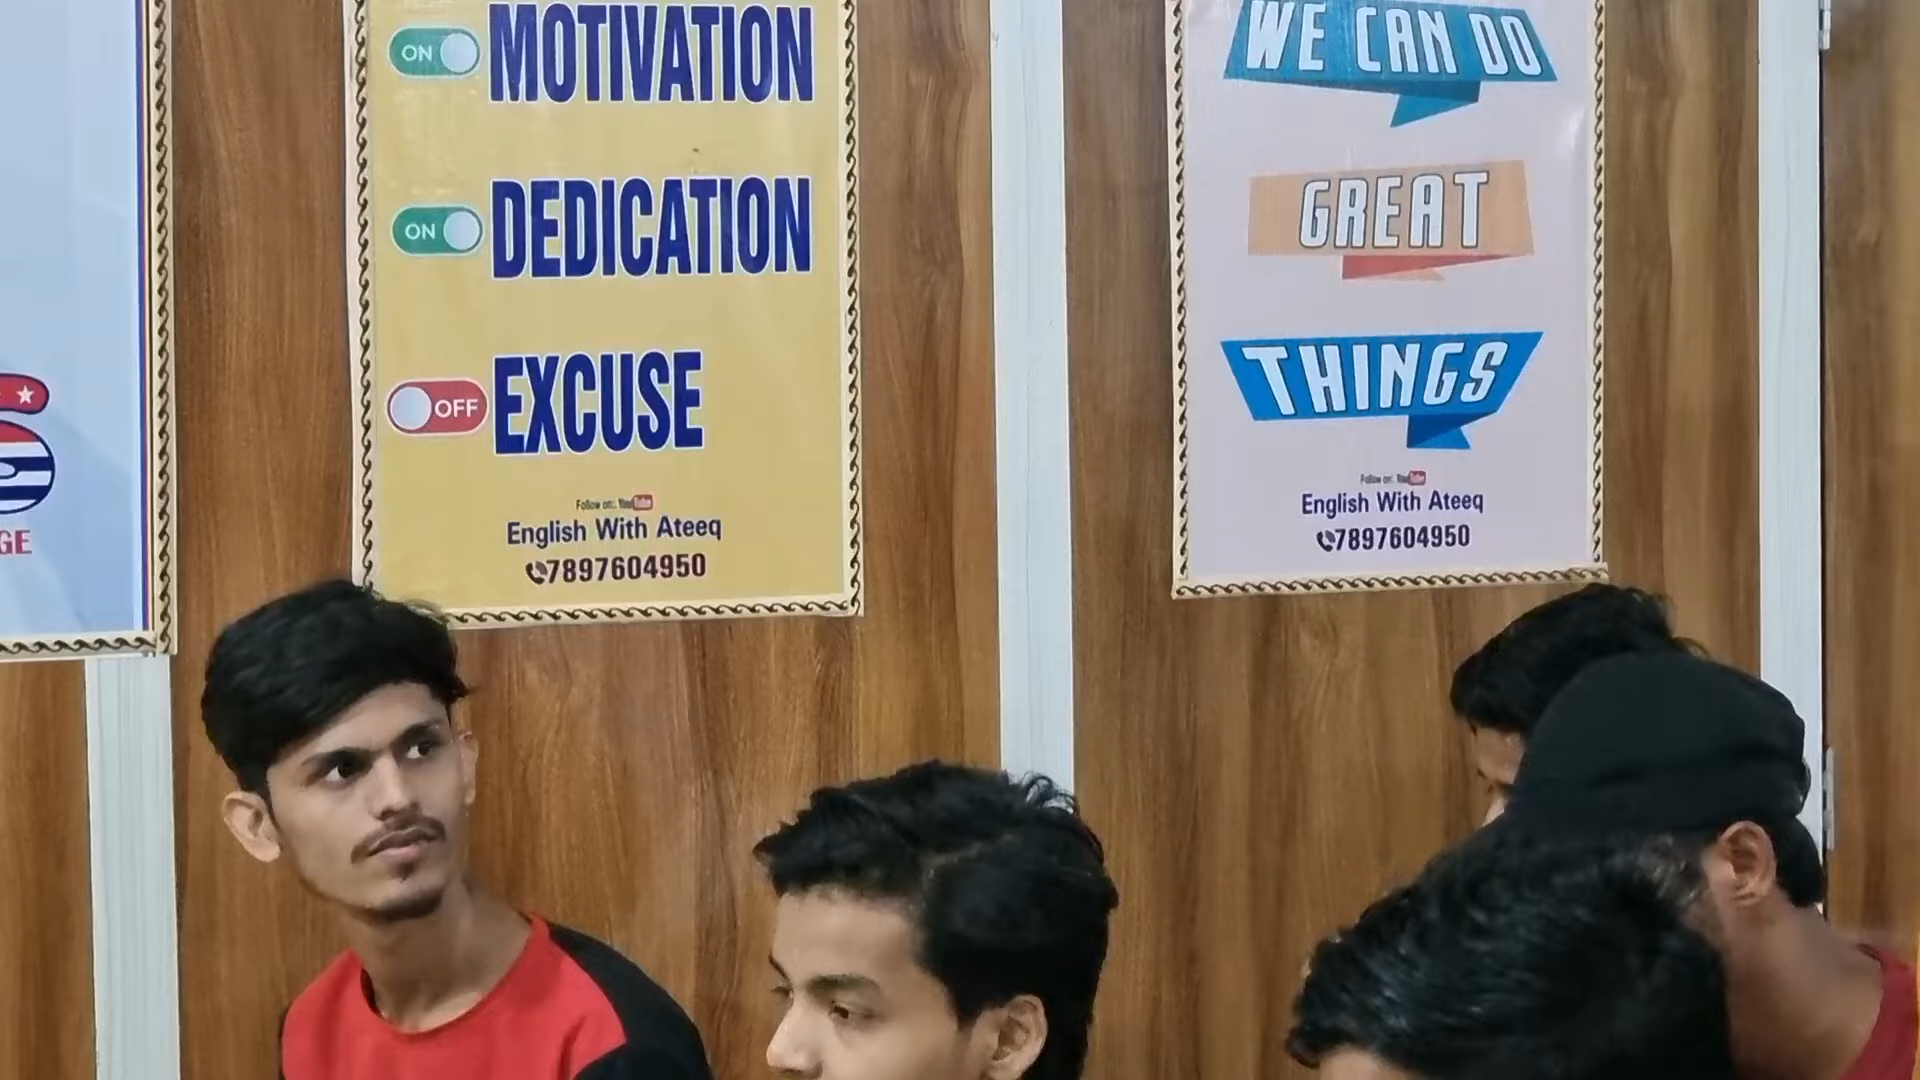 GE
ON MOTIVATION
ON DEDICATION
OFF EXCUSE
Follow on: YouTube
English With Ateeq
7897604950
WE CAN DO
GREAT
THINGS
Follow on: YouTube
English With Ateeq
7897604950